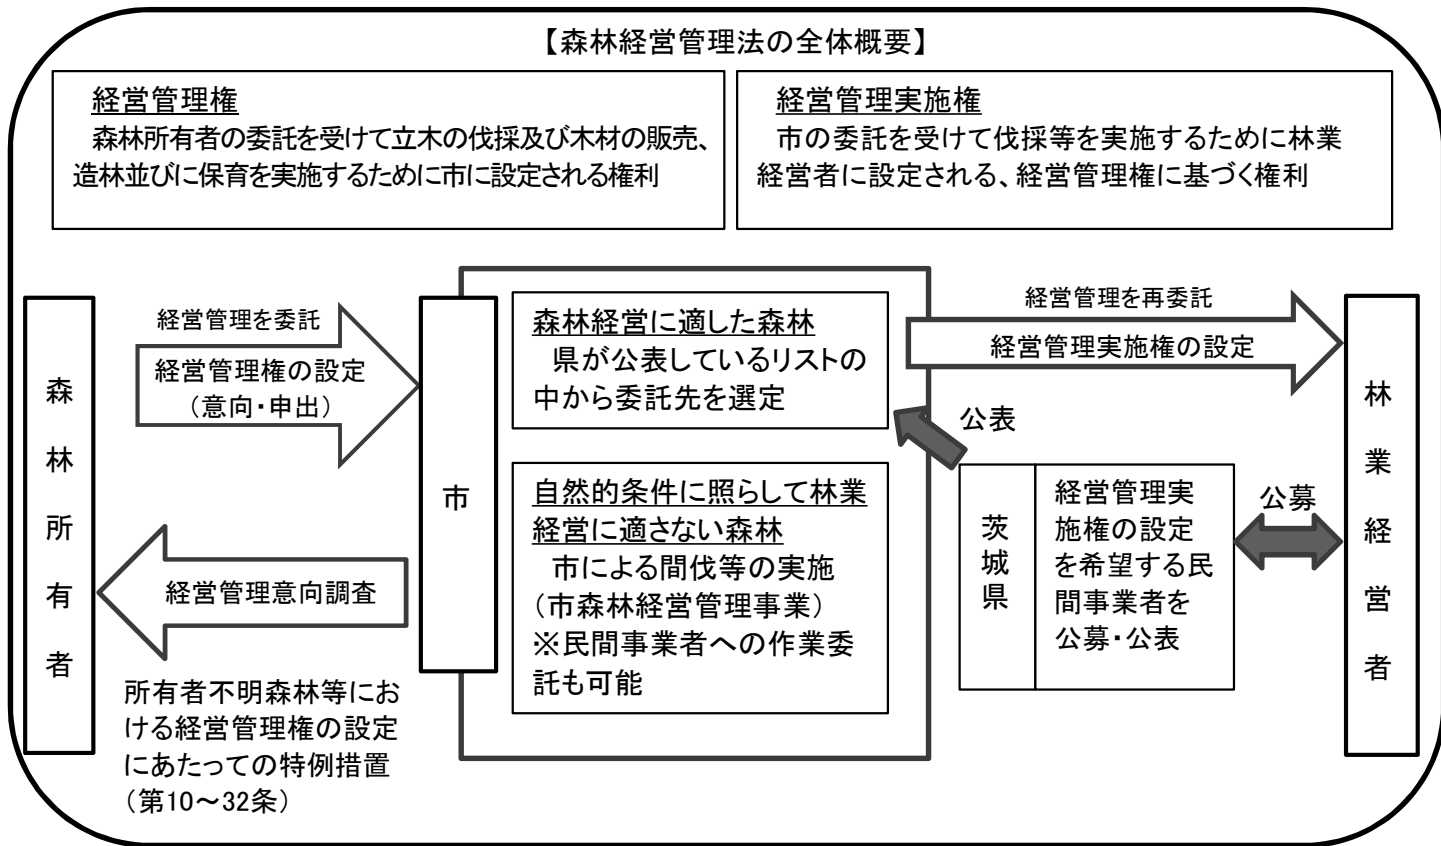 【森林経営管理法の全体概要】
経営管理権
森林所有者の委託を受けて立木の伐採及び木材の販売、
造林並びに保育を実施するために市に設定される権利
経営管理実施権
市の委託を受けて伐採等を実施するために林業
経営者に設定される、経営管理権に基づく権利
森林所有者
経営管理を委託
経営管理権の設定
（意向・申出）
経営管理意向調査
所有者不明森林等にお
ける経営管理権の設定
にあたっての特例措置
（第10～32条）
市
森林経営に適した森林
県が公表しているリストの
中から委託先を選定
自然的条件に照らして林業
経営に適さない森林
市による間伐等の実施
（市森林経営管理事業）
※民間事業者への作業委
託も可能
経営管理を再委託
経営管理実施権の設定
公表
茨城県
経営管理実
施権の設定
を希望する民
間事業者を
公募・公表
公募
林業経営者